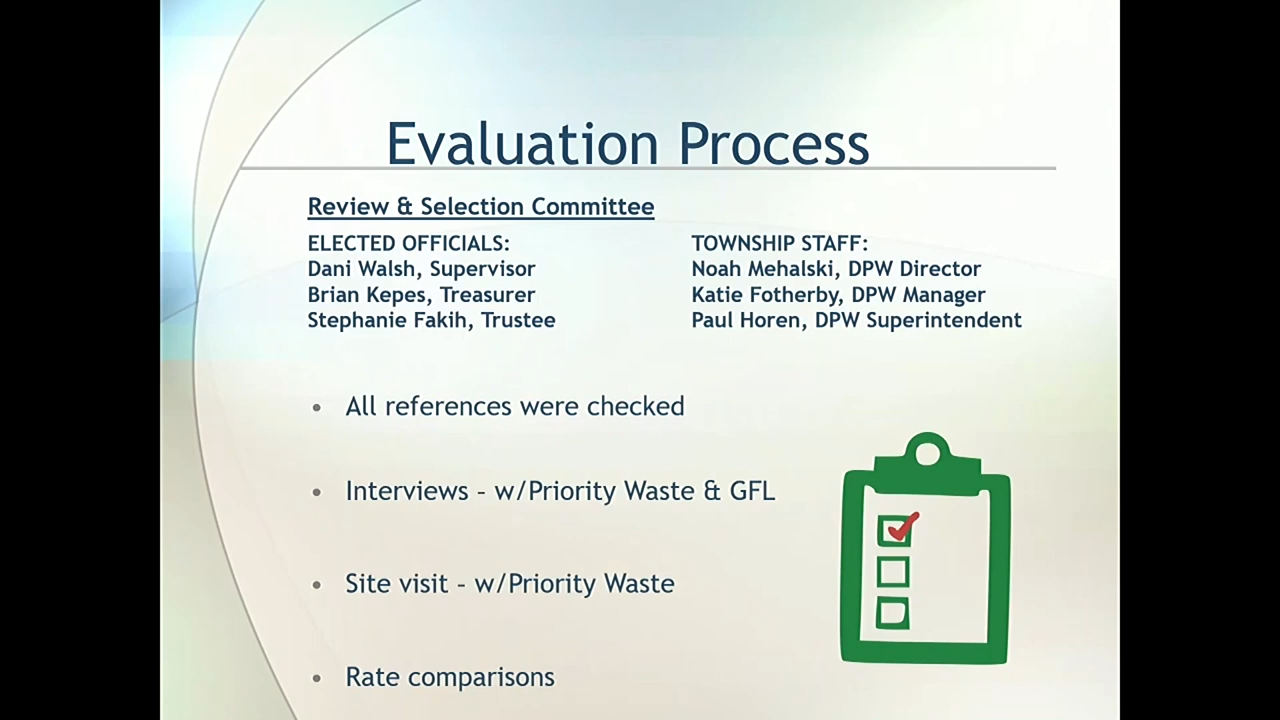 Evaluation Process
Review & Selection Committee
ELECTED OFFICIALS:
Dani Walsh, Supervisor
Brian Kepes, Treasurer
Stephanie Fakih, Trustee
TOWNSHIP STAFF:
Noah Mehalski, DPW Director
Katie Fotherby, DPW Manager
Paul Horen, DPW Superintendent
• All references were checked
• Interviews – w/Priority Waste & GFL
• Site visit – w/Priority Waste
• Rate comparisons